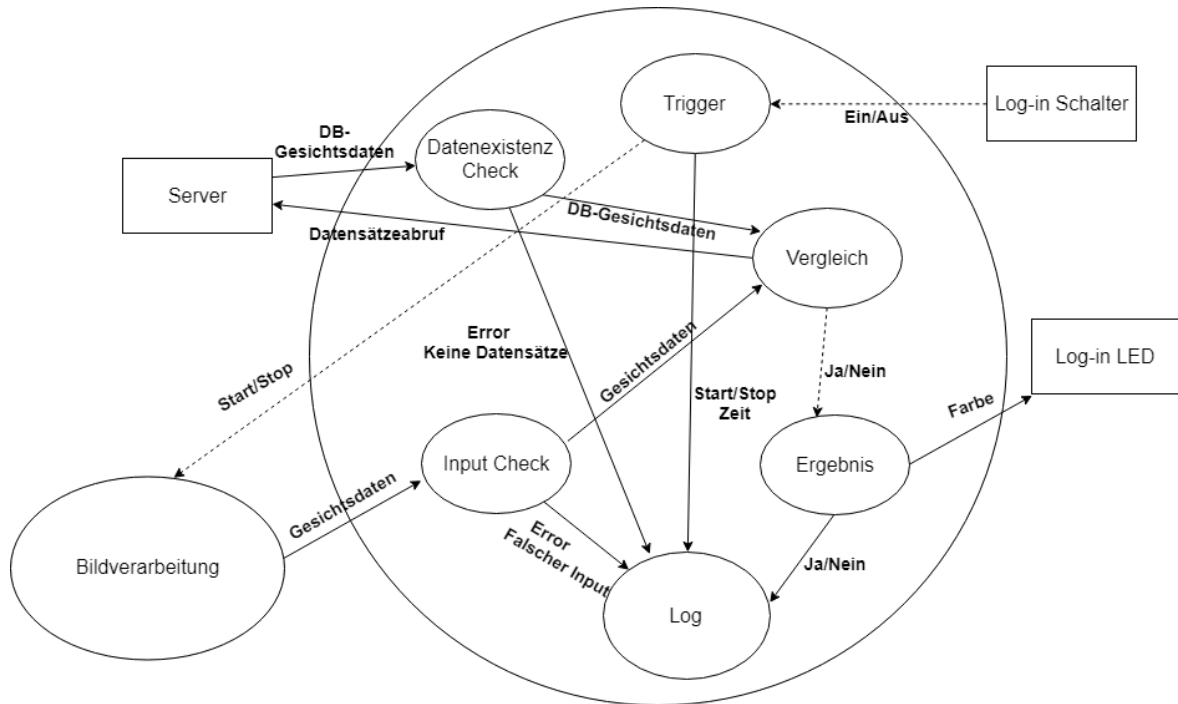 Trigger
Log-in Schalter
Ein/Aus
DB-
Gesichtsdaten
Datenexistenz
Check
Server
DB-Gesichtsdaten
Datensätzeabruf
Vergleich
Error
Keine Datensätze
Gesichtsdaten
Start/Stop
Start/Stop
Zeit
Ja/Nein
Log-in LED
Farbe
Input Check
Ergebnis
Gesichtsdaten
Bildverarbeitung
Error
Falscher Input
Ja/Nein
Log